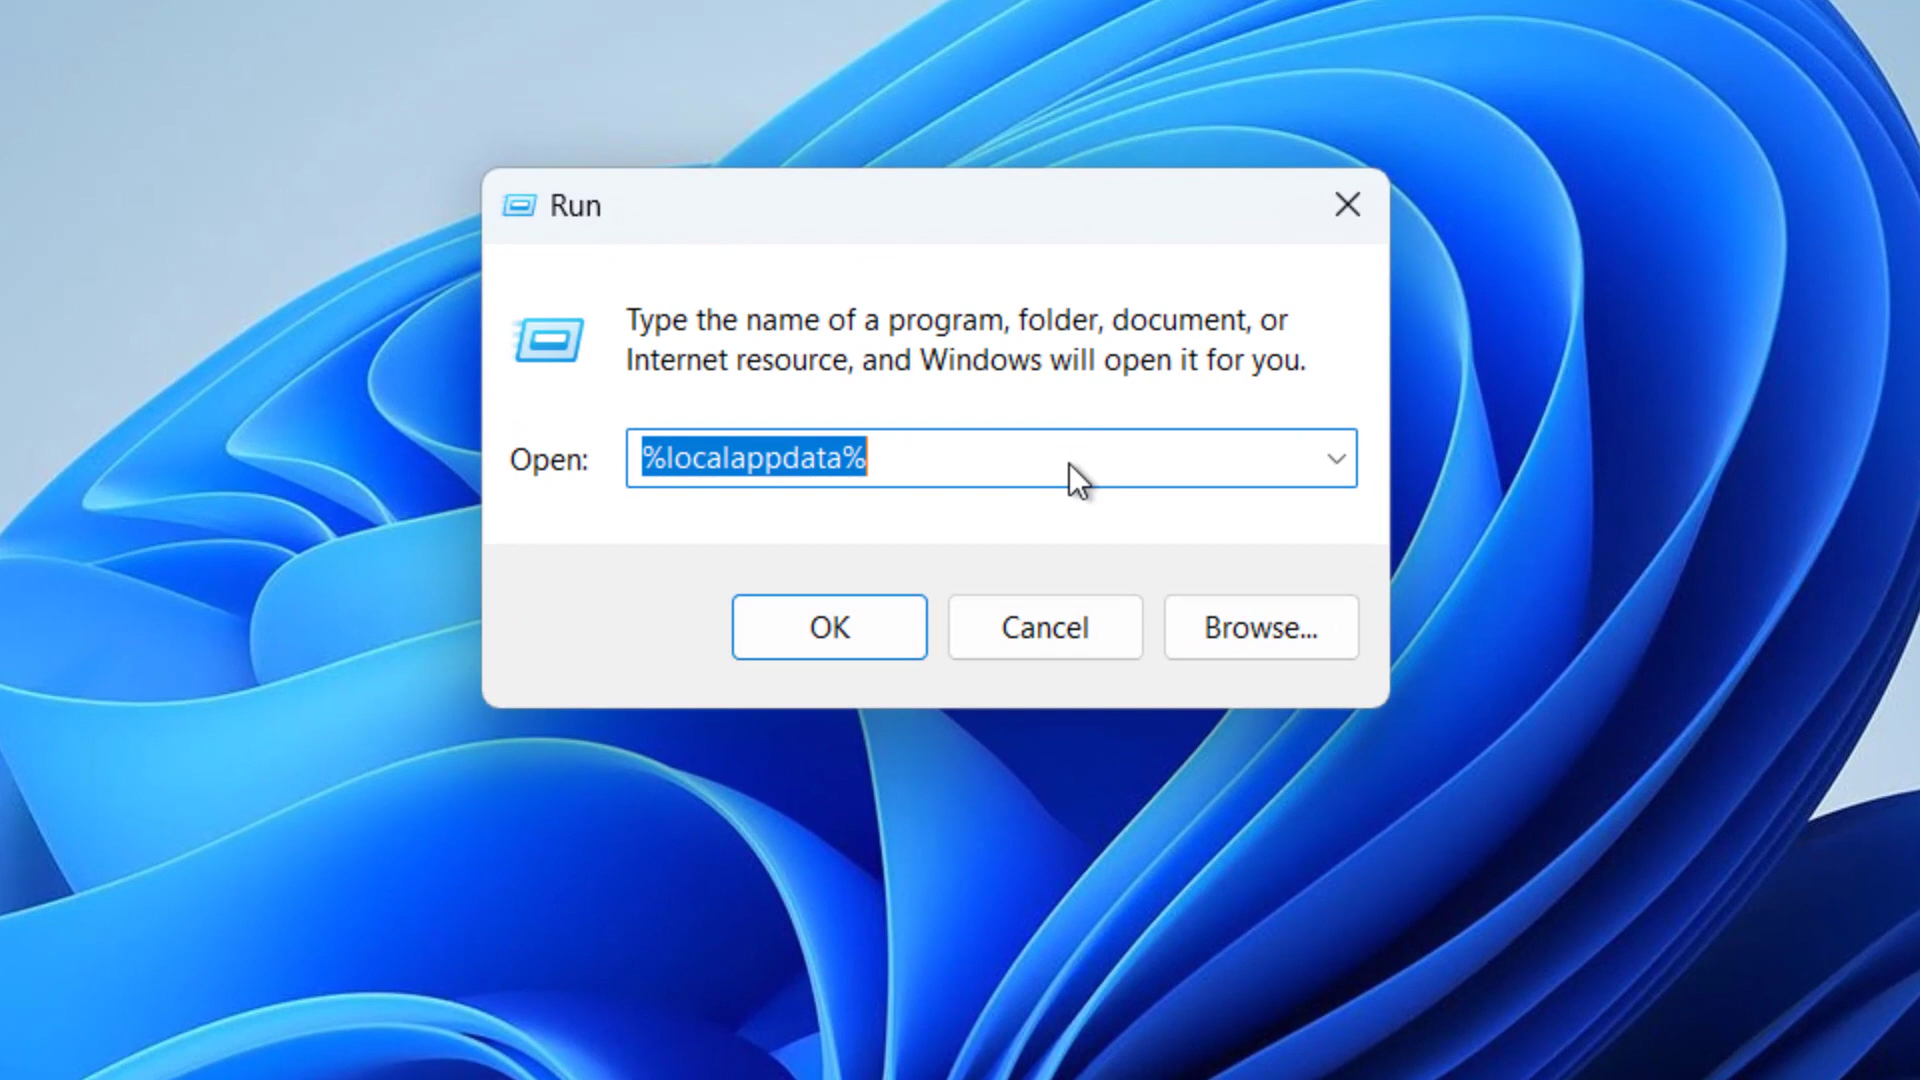 Run
Type the name of a program, folder, document, or
Internet resource, and Windows will open it for you.
Open: %localappdata%
OK Cancel Browse...